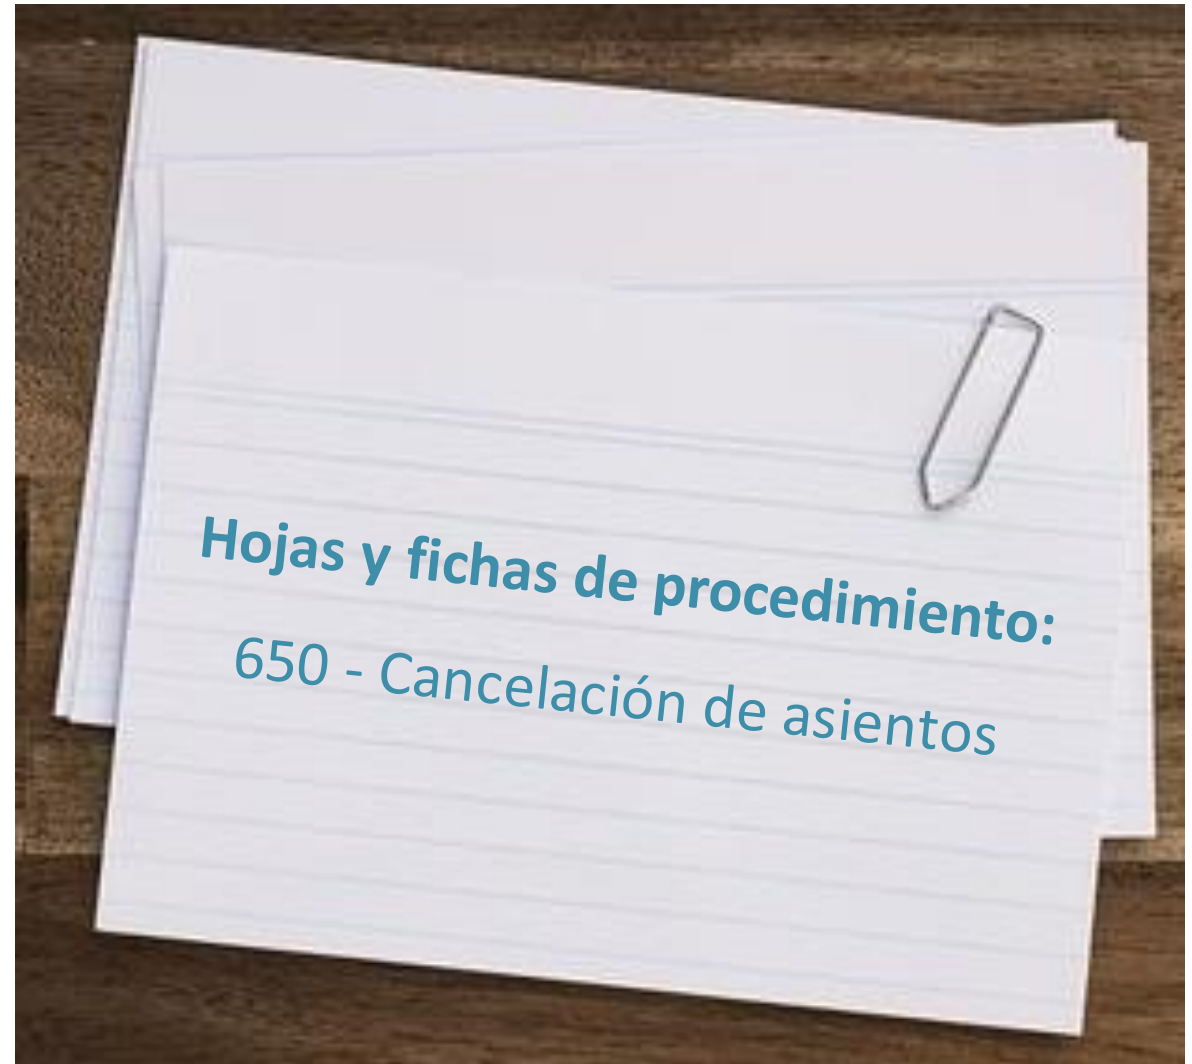 Hojas y fichas de procedimiento:
650 - Cancelación de asientos